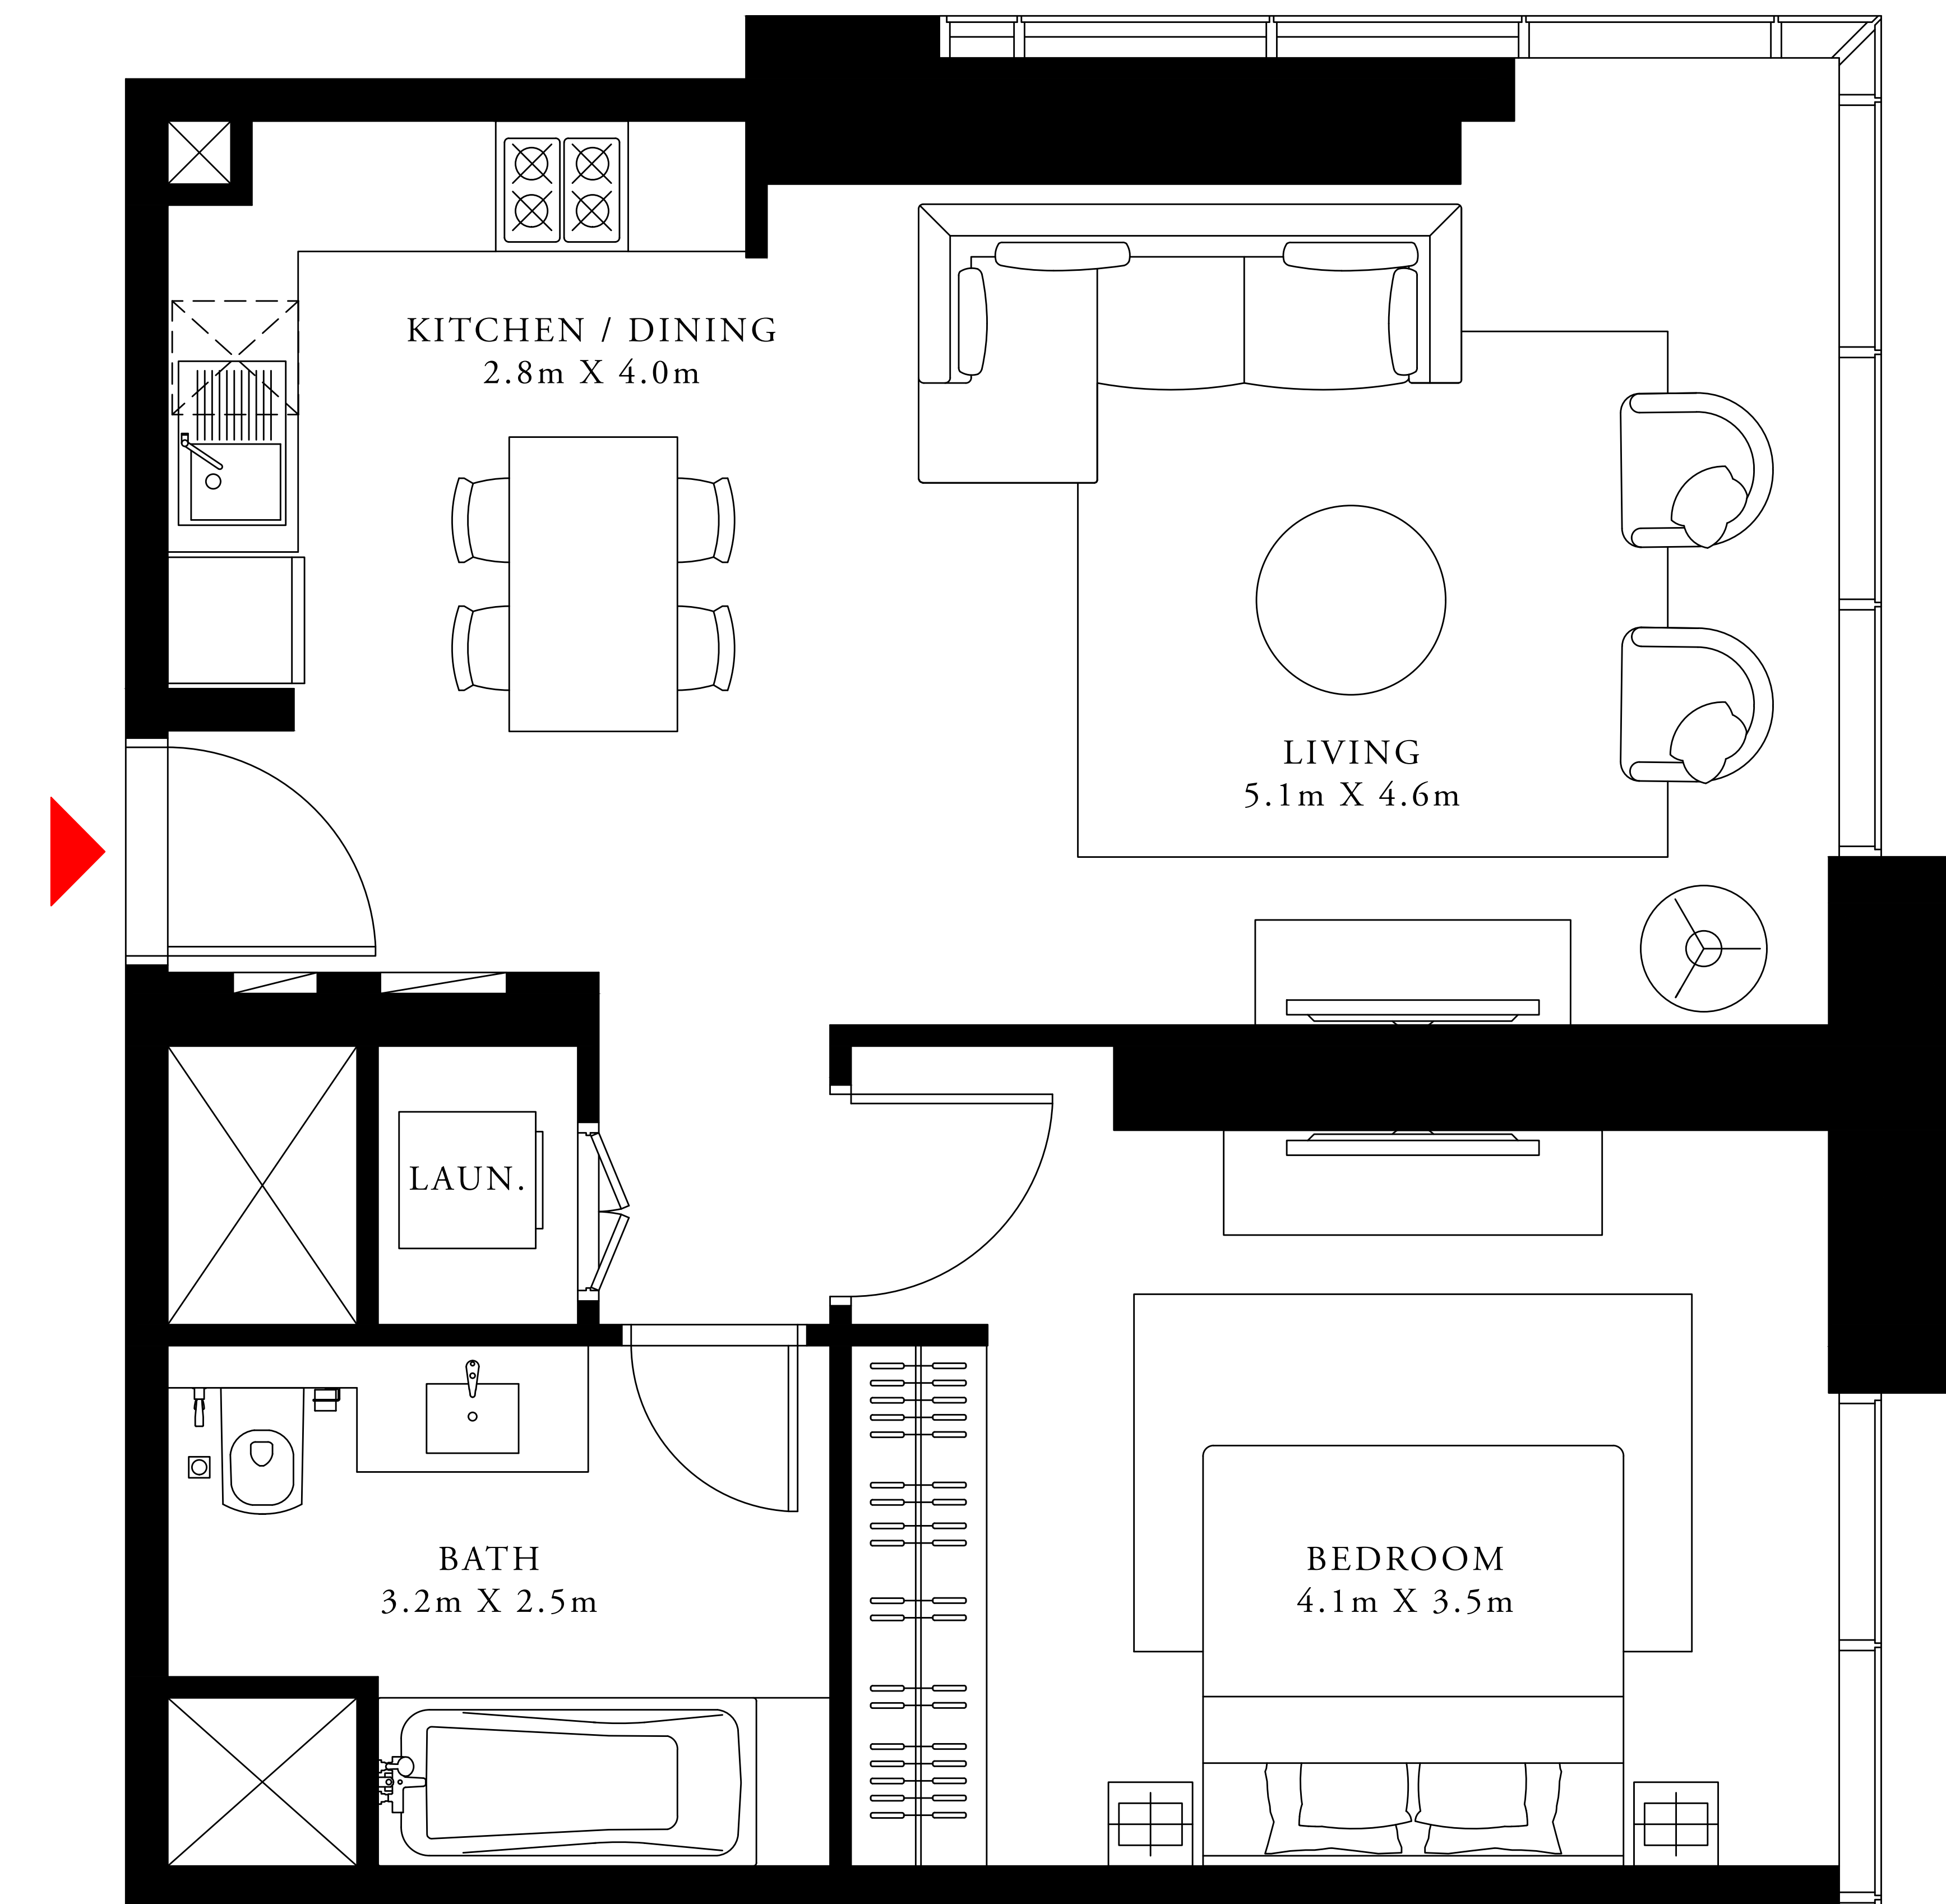 KITCHEN / DINING
2.8m X 4.0m
LIVING
5.1m X 4.6m
LAUN.
BATH
3.2m X 2.5m
BEDROOM
4.1m X 3.5m